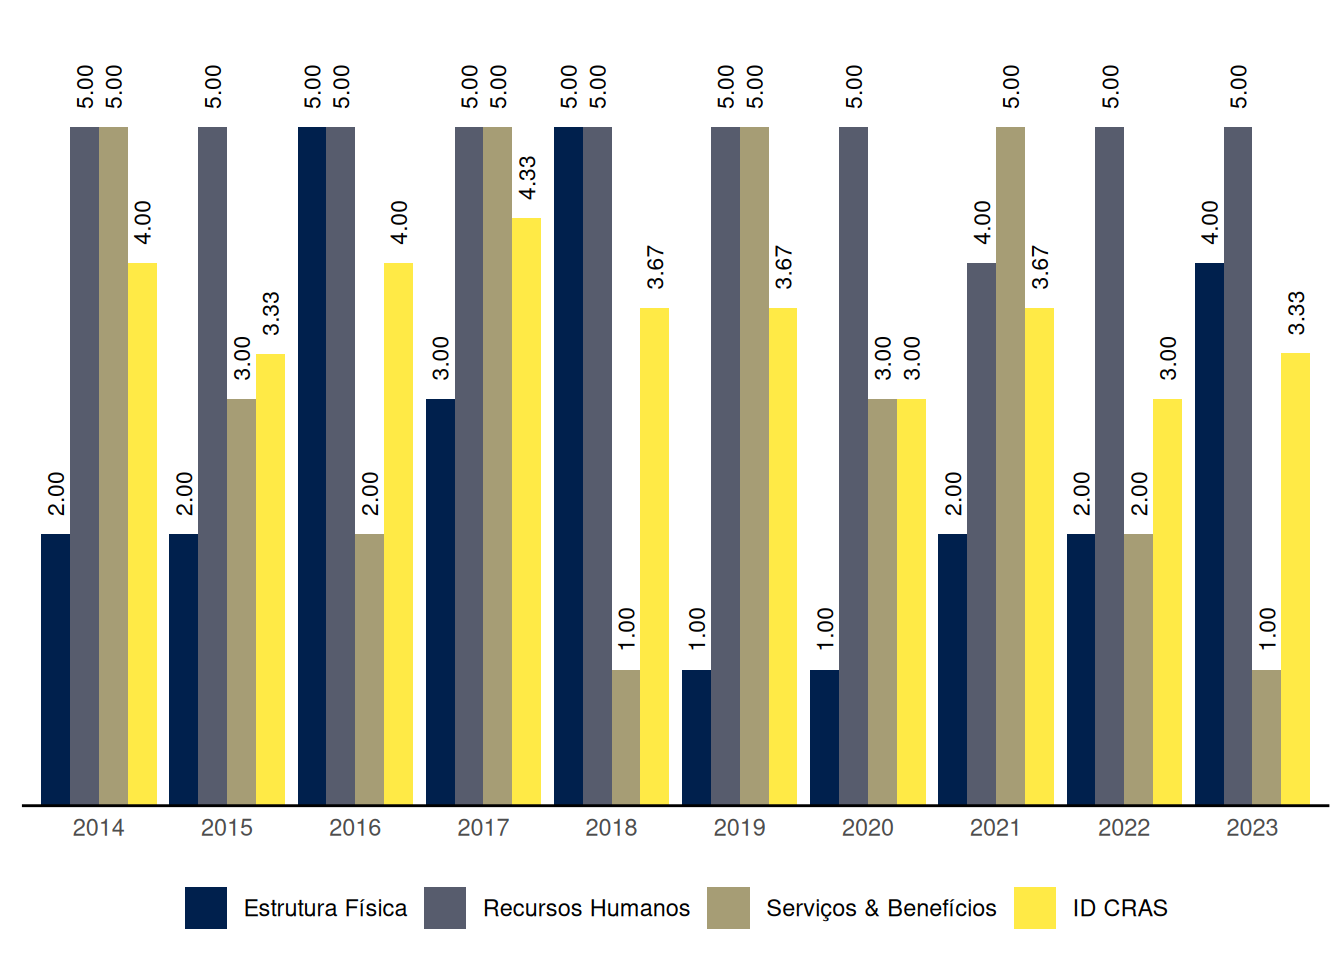 5.00 5.00 5.00 5.00 5.00 5.00 5.00 5.00 5.00 5.00 5.00 5.00 5.00 5.00 5.00
4.33
4.00 4.00 4.00 4.00
3.67 3.67 3.67
3.33 3.33
3.00 3.00 3.00 3.00 3.00
2.00 2.00 2.00 2.00 2.00 2.00
1.00 1.00 1.00 1.00
2014 2015 2016 2017 2018 2019 2020 2021 2022 2023
Estrutura Física Recursos Humanos Serviços & Benefícios ID CRAS